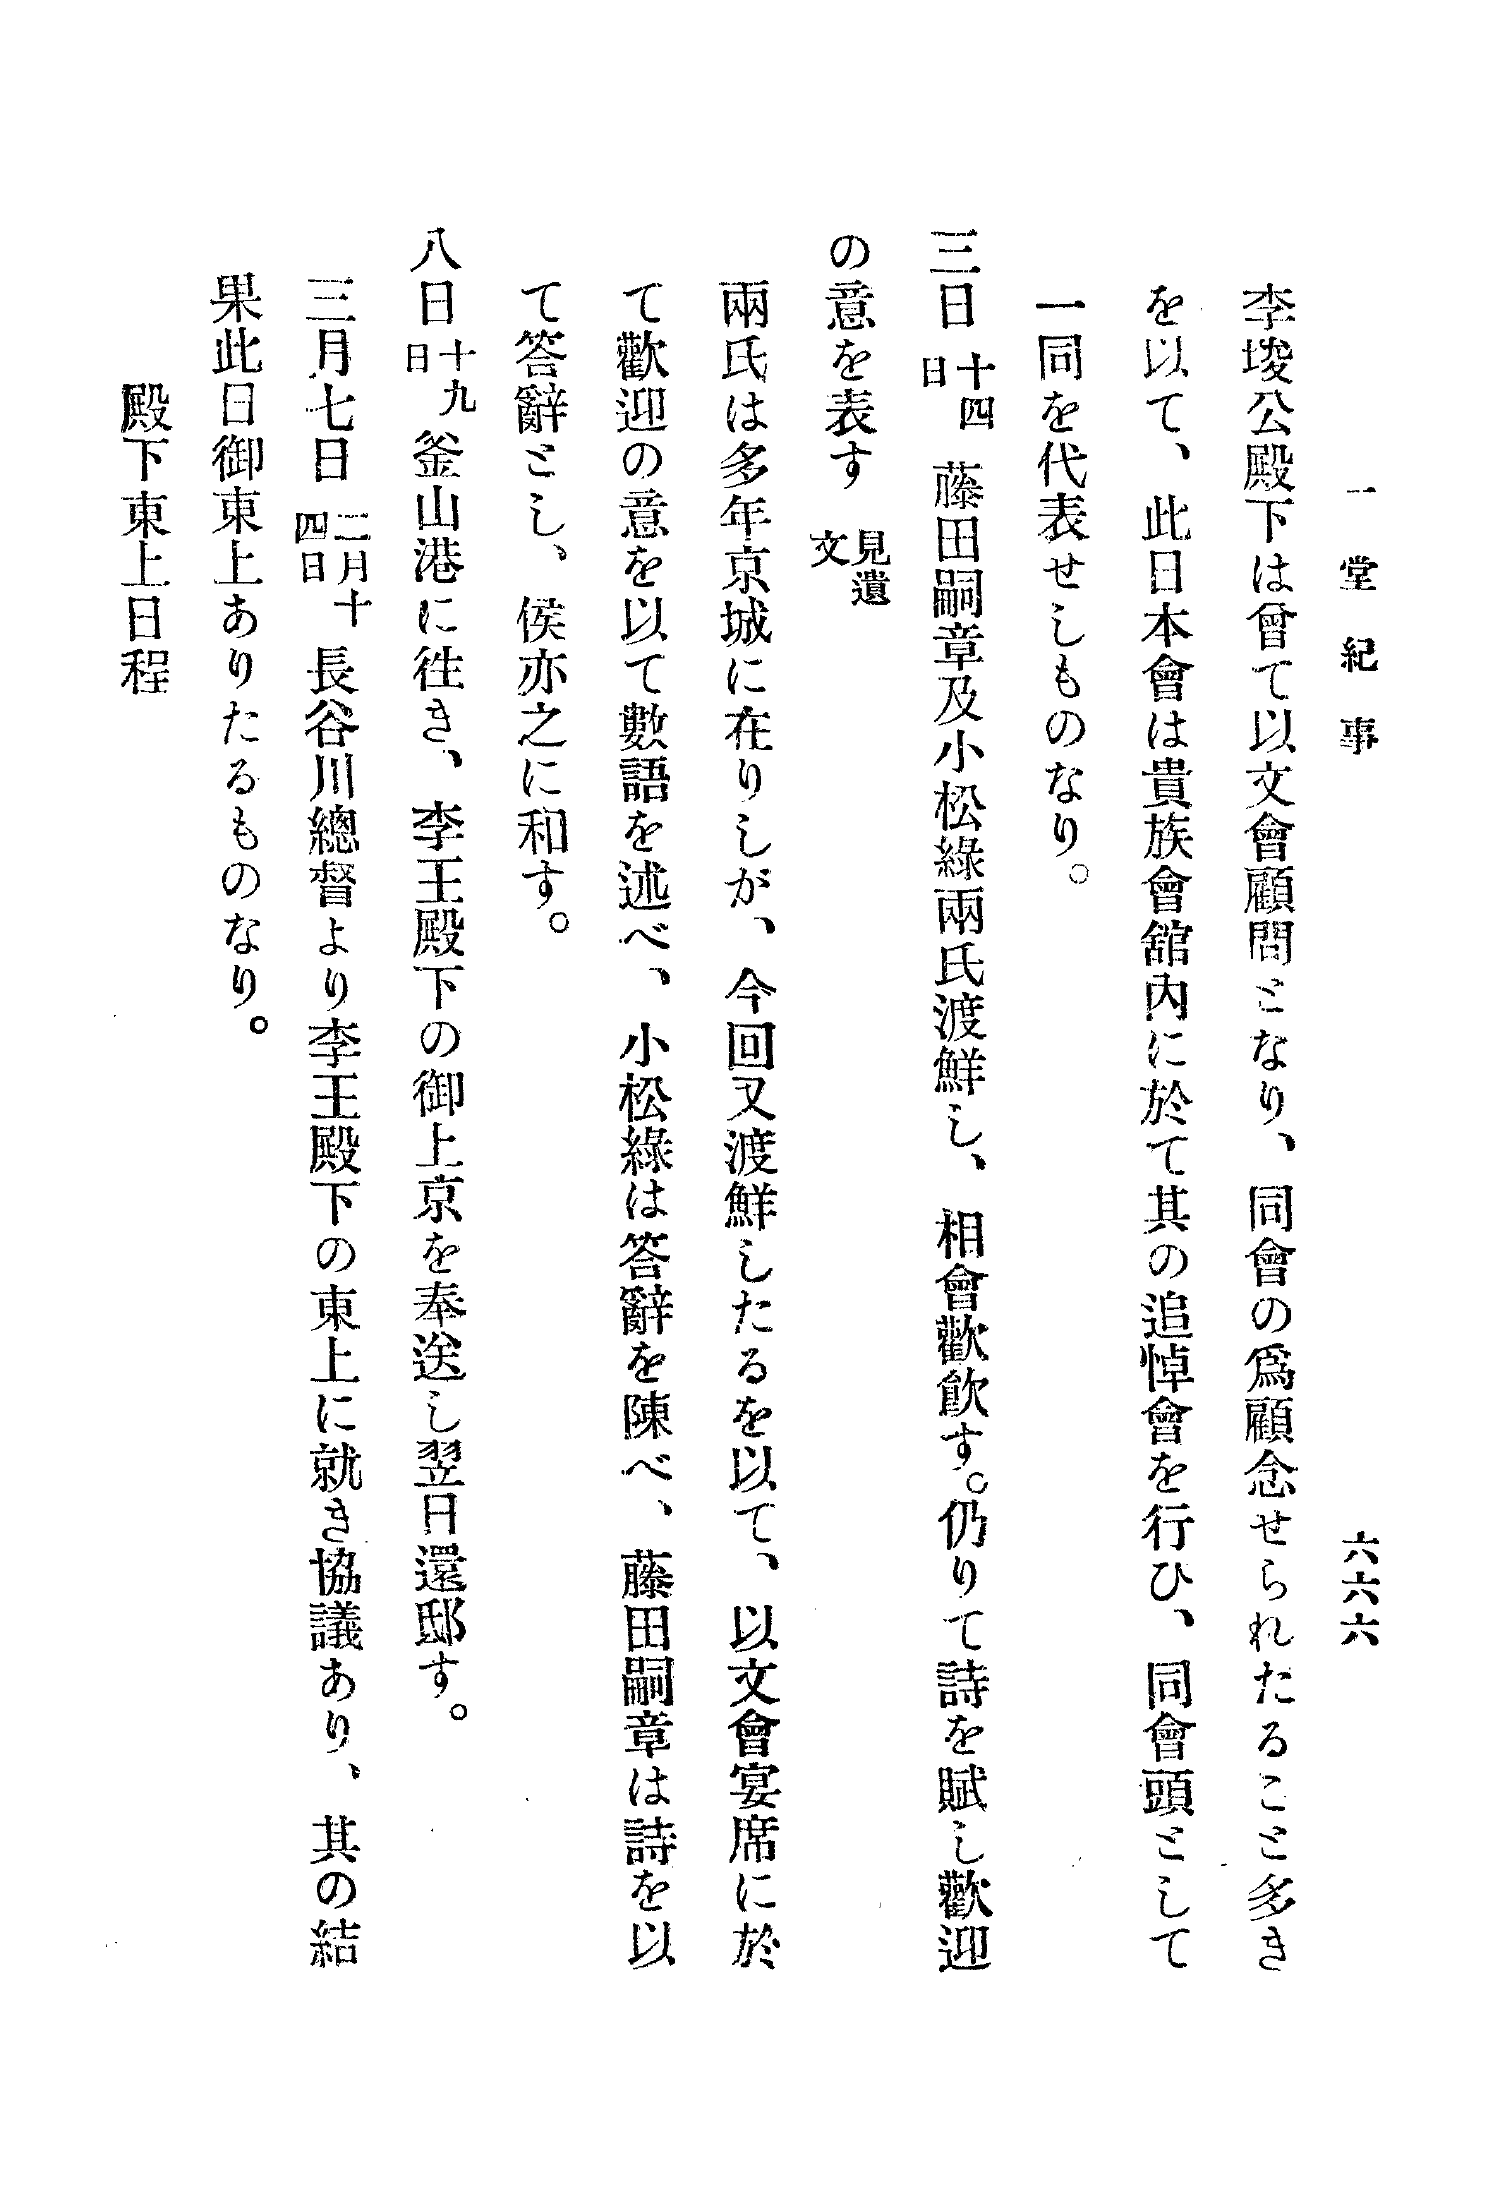 一堂紀事
六六六
李埈公殿下は曾て以文會顧問となり、同會の爲顧念せられたること多き
を以て、此日本會は貴族會舘内に於て其の追悼會を行ひ、同會頭として
一同を代表せしものなり。
三日十四日 藤田嗣章及小松綠兩氏渡鮮し、相會歡飮す。仍りて詩を賦し歡迎
の意を表す 見遺文
兩氏は多年京城に在りしが、今回又渡鮮したるを以て、以文會宴席に於
て歡迎の意を以て數語を述べ、小松綠は答辭を陳べ、藤田嗣章は詩を以
て答辭とし、侯亦之に和す。
八日十九日 釜山港に往き、李王殿下の御上京を奉送し翌日還邸す。
三月七日二月十四日 長谷川總督より李王殿下の東上に就き協議あり、其の結
果此日御東上ありたるものなり。
殿下東上日程